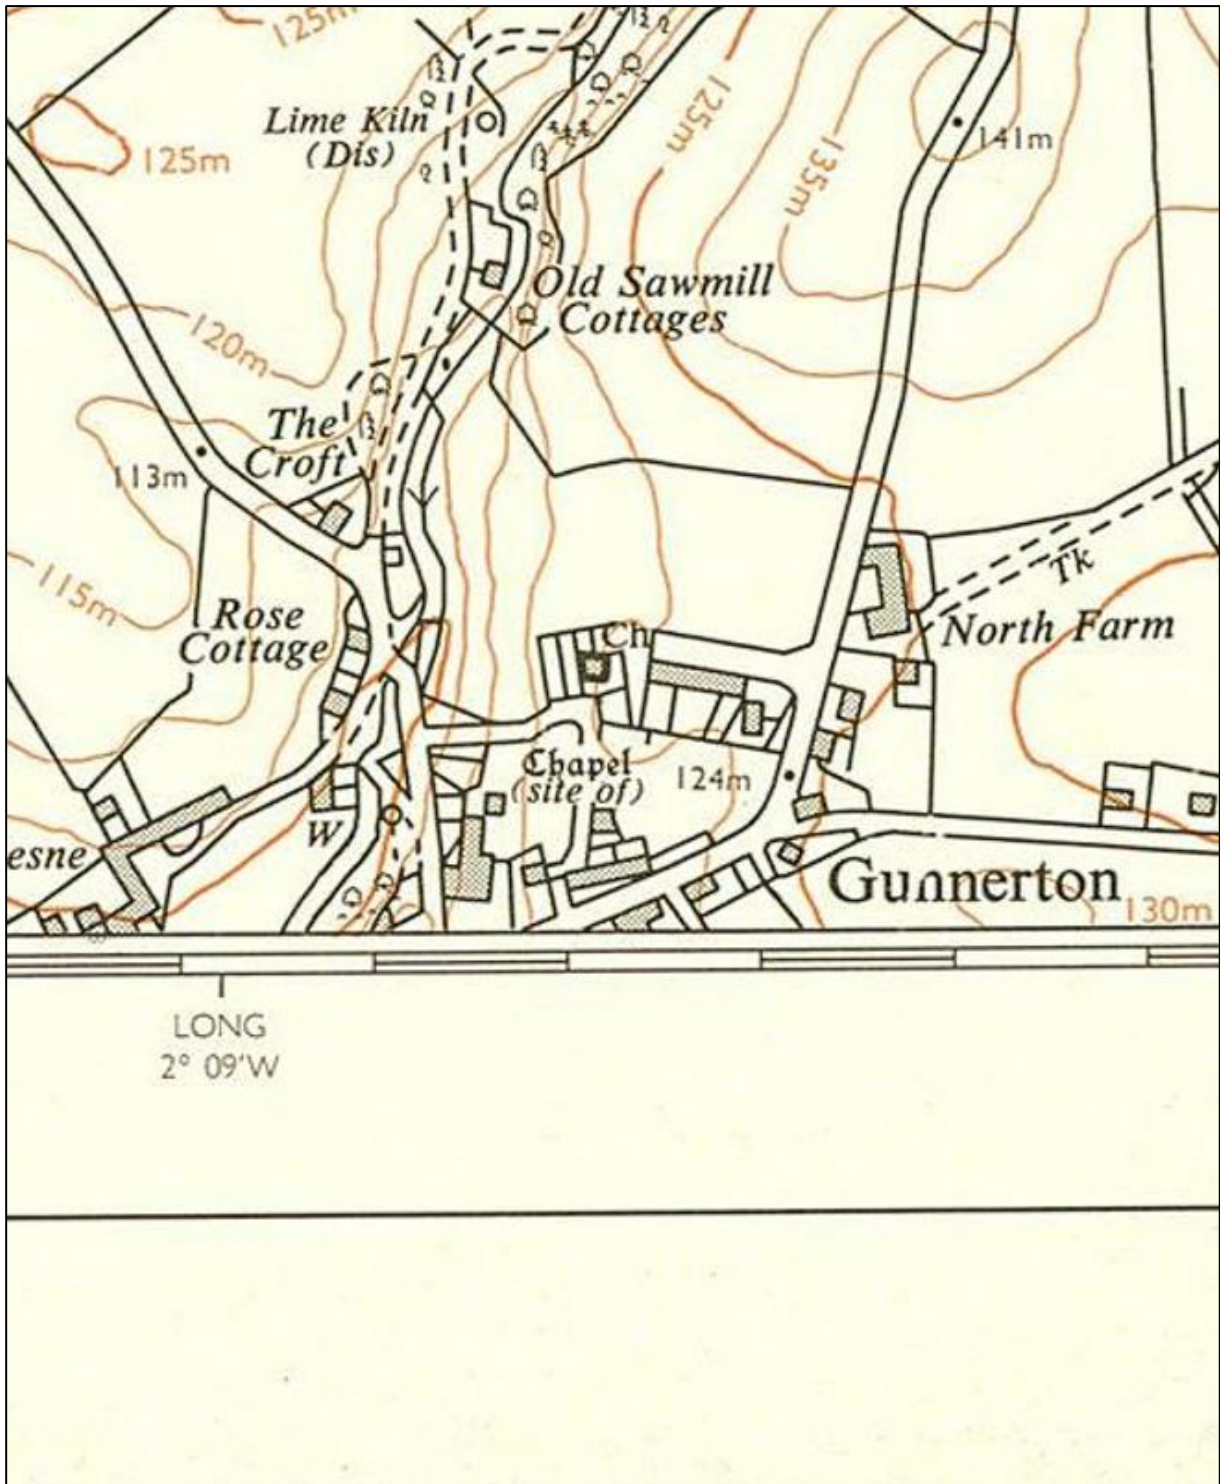 125m
Lime Kiln
(Dis)
125m
125m
135m
141m
Old Sawmill
Cottages
120m
The
Croft
113m
115m
Rose
Cottage
Ch
Tk
North Farm
Chapel
(site of)
124m
W
esne
Gunnerton
130m
LONG
2° 09'W